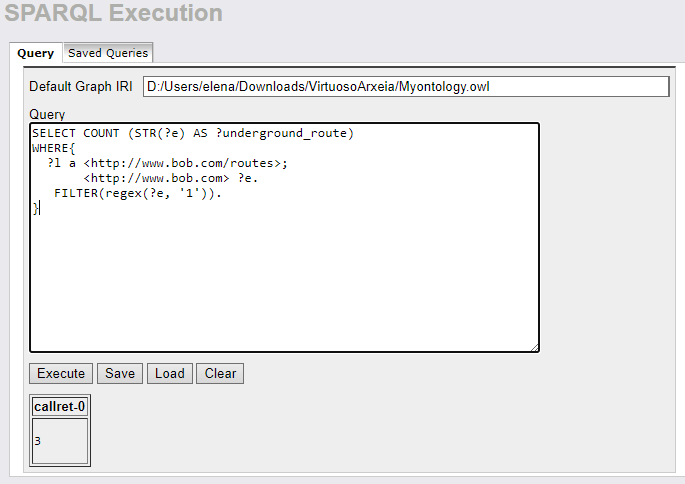 SPARQL Execution
Query Saved Queries
Default Graph IRI D:/Users/elena/Downloads/VirtuosoArxeia/Myontology.owl
Query
SELECT COUNT (STR(?e) AS ?underground_route)
WHERE{
?l a <http://www.bob.com/routes>;
<http://www.bob.com> ?e.
FILTER(regex(?e, '1')).
}
Execute Save Load Clear
callret-0
3